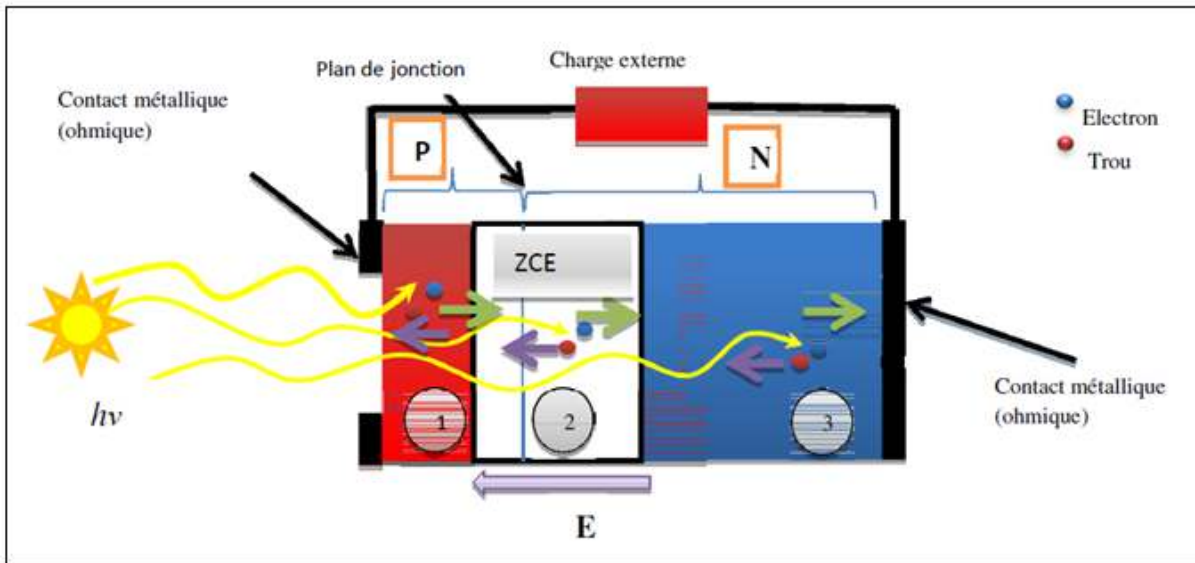 Plan de jonction
Charge externe
Contact métallique
(ohmique)
Electron
Trou
P
N
ZCE
hν
1
2
3
Contact métallique
(ohmique)
E